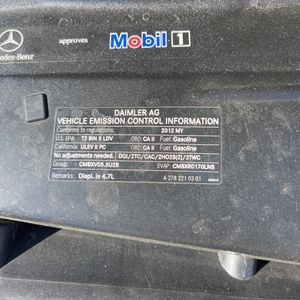 Mercedes-Benz
approves
Mobil 1
DAIMLER AG
VEHICLE EMISSION CONTROL INFORMATION
Conforms to regulations: 2012 MY
U.S. EPA: T2 BIN 5 LDV OBD: CA II Fuel: Gasoline
California: ULEV II PC OBD: CA II Fuel: Gasoline
No adjustments needed. DGI/2TC/CAC/2HO2S(2)/2TWC
Group: CMBXV05.5U2B EVAP: CMBXR0170LNS
Remarks: Displ. is 4.7L A 278 221 03 01